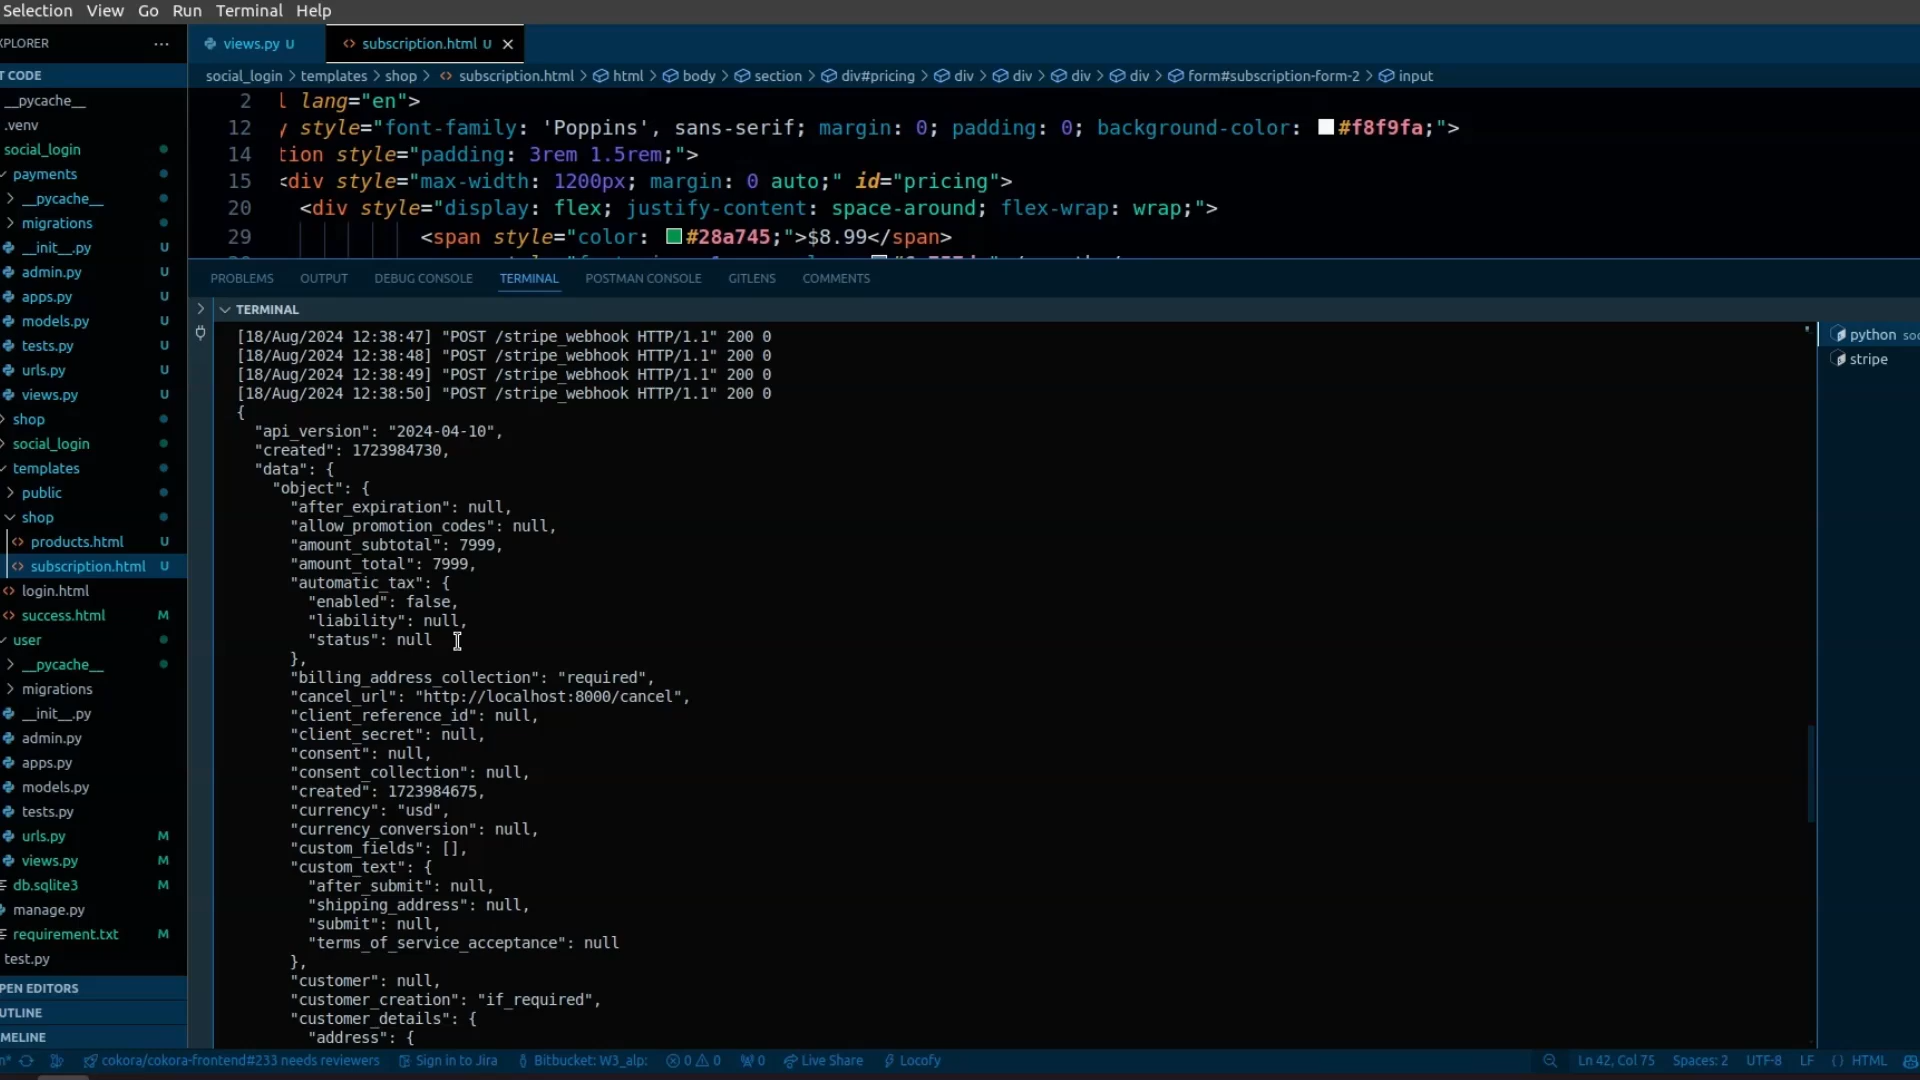 Selection View Go Run Terminal Help
XPLORER ...
T CODE
__pycache__
.venv
social_login
payments
__pycache__
migrations
__init__.py U
admin.py U
apps.py U
models.py U
tests.py U
urls.py U
views.py U
shop
social_login
templates
public
shop
products.html U
subscription.html U
login.html
success.html M
user
__pycache__
migrations
__init__.py
admin.py
apps.py
models.py
tests.py
urls.py M
views.py M
db.sqlite3 M
manage.py
requirement.txt M
test.py
PEN EDITORS
UTLINE
MELINE
views.py U subscription.html U ×
social_login > templates > shop > subscription.html > html > body > section > div#pricing > div > div > div > div > form#subscription-form-2 > input
2 l lang="en">
12 y style="font-family: 'Poppins', sans-serif; margin: 0; padding: 0; background-color: #f8f9fa;">
14 tion style="padding: 3rem 1.5rem;">
15 <div style="max-width: 1200px; margin: 0 auto;" id="pricing">
20 <div style="display: flex; justify-content: space-around; flex-wrap: wrap;">
29 <span style="color: #28a745;">$8.99</span>
PROBLEMS OUTPUT DEBUG CONSOLE TERMINAL POSTMAN CONSOLE GITLENS COMMENTS
TERMINAL
[18/Aug/2024 12:38:47] "POST /stripe_webhook HTTP/1.1" 200 0
[18/Aug/2024 12:38:48] "POST /stripe_webhook HTTP/1.1" 200 0
[18/Aug/2024 12:38:49] "POST /stripe_webhook HTTP/1.1" 200 0
[18/Aug/2024 12:38:50] "POST /stripe_webhook HTTP/1.1" 200 0
{
"api_version": "2024-04-10",
"created": 1723984730,
"data": {
"object": {
"after_expiration": null,
"allow_promotion_codes": null,
"amount_subtotal": 7999,
"amount_total": 7999,
"automatic_tax": {
"enabled": false,
"liability": null,
"status": null
},
"billing_address_collection": "required",
"cancel_url": "http://localhost:8000/cancel",
"client_reference_id": null,
"client_secret": null,
"consent": null,
"consent_collection": null,
"created": 1723984675,
"currency": "usd",
"currency_conversion": null,
"custom_fields": [],
"custom_text": {
"after_submit": null,
"shipping_address": null,
"submit": null,
"terms_of_service_acceptance": null
},
"customer": null,
"customer_creation": "if_required",
"customer_details": {
"address": {
python soc
stripe
n* cokora/cokora-frontend#233 needs reviewers Sign in to Jira Bitbucket: W3_alp: 0 0 0 Live Share Locofy Ln 42, Col 75 Spaces: 2 UTF-8 LF {} HTML